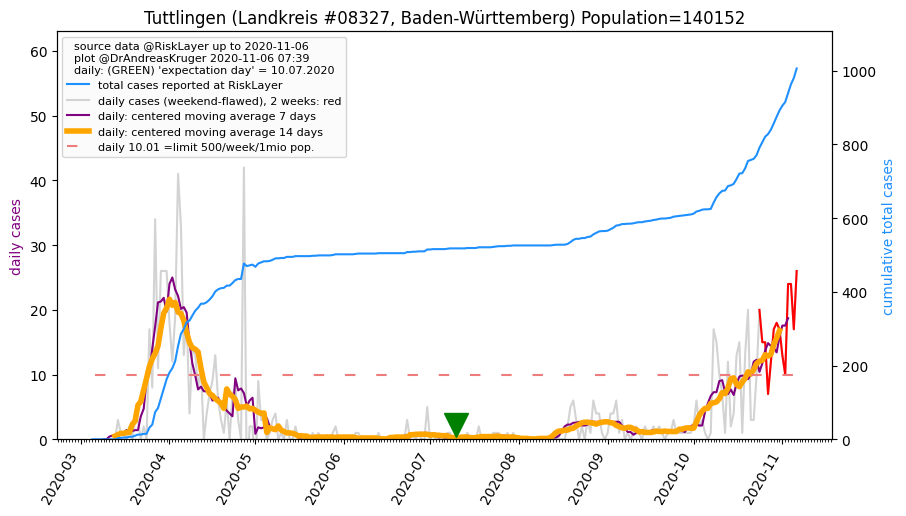 Tuttlingen (Landkreis #08327, Baden-Württemberg) Population=140152
source data @RiskLayer up to 2020-11-06
plot @DrAndreasKruger 2020-11-06 07:39
daily: (GREEN) 'expectation day' = 10.07.2020
total cases reported at RiskLayer
daily cases (weekend-flawed), 2 weeks: red
daily: centered moving average 7 days
daily: centered moving average 14 days
daily 10.01 =limit 500/week/1mio pop.
daily cases
60
50
40
30
20
10
0
cumulative total cases
1000
800
600
400
200
0
2020-03
2020-04
2020-05
2020-06
2020-07
2020-08
2020-09
2020-10
2020-11